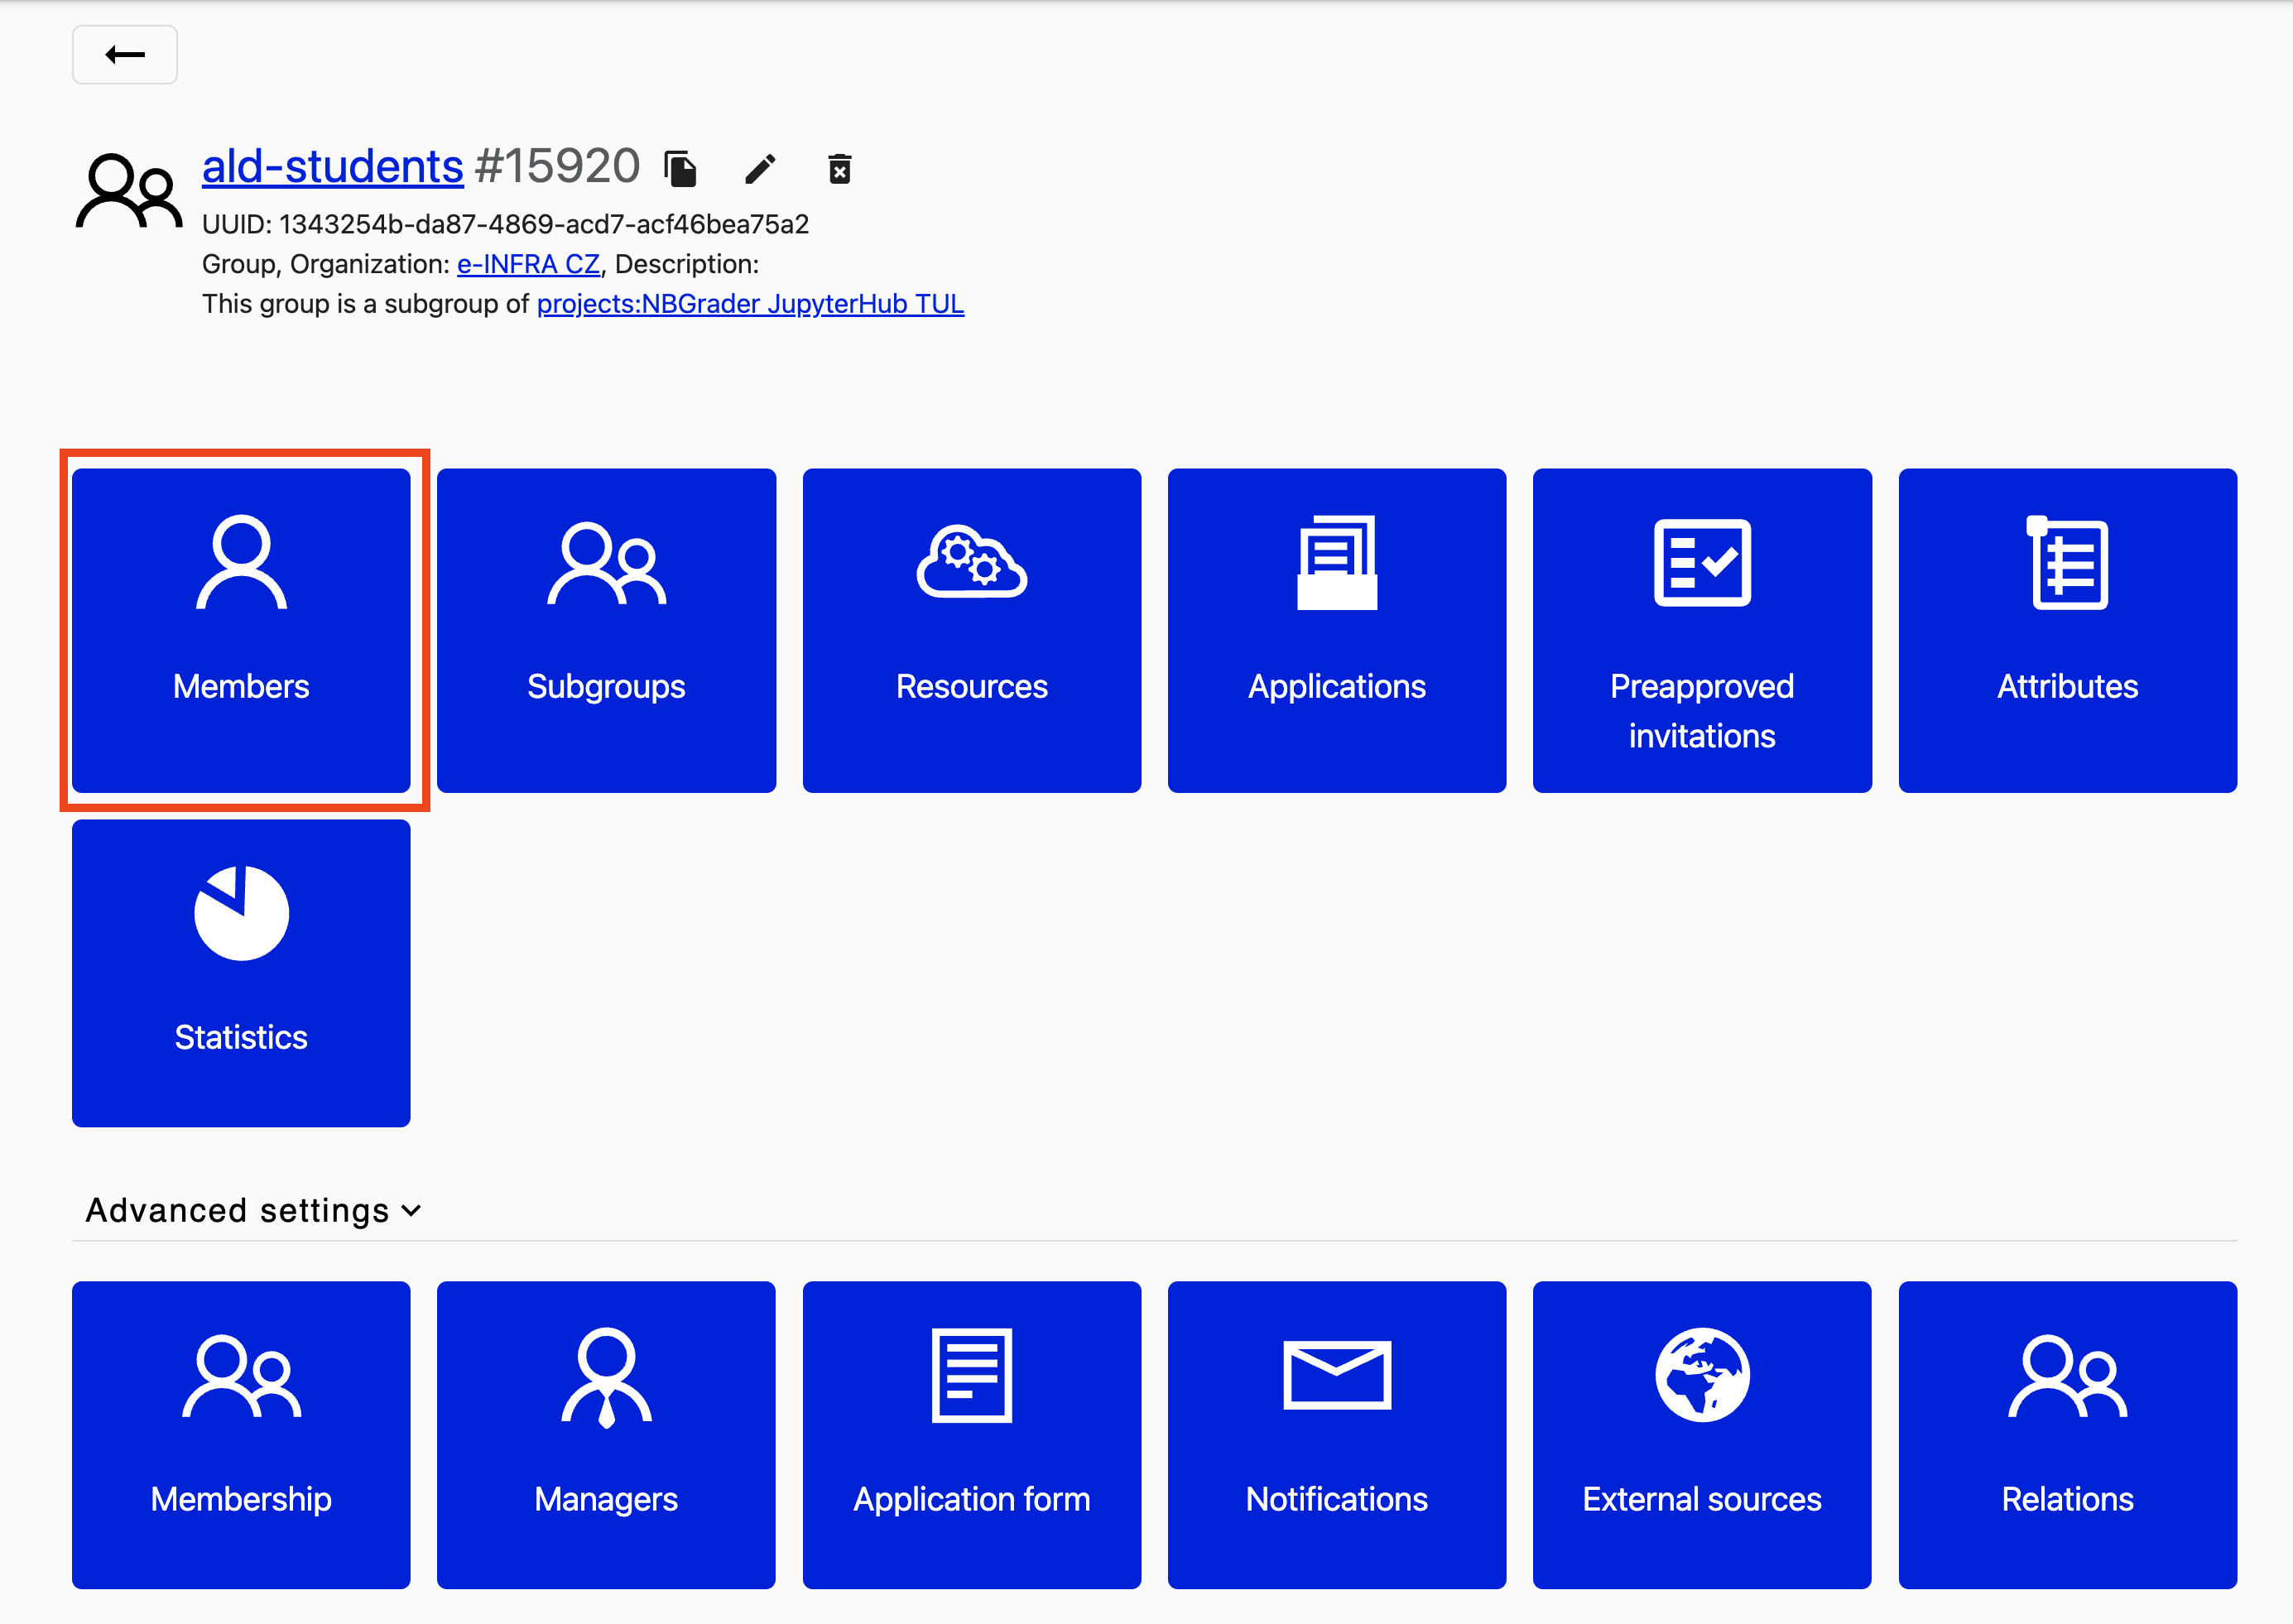 ald-students #15920
UUID: 1343254b-da87-4869-acd7-acf46bea75a2
Group, Organization: e-INFRA CZ, Description:
This group is a subgroup of projects:NBGrader JupyterHub TUL
Members
Subgroups
Resources
Applications
Preapproved
invitations
Attributes
Statistics
Advanced settings
Membership
Managers
Application form
Notifications
External sources
Relations